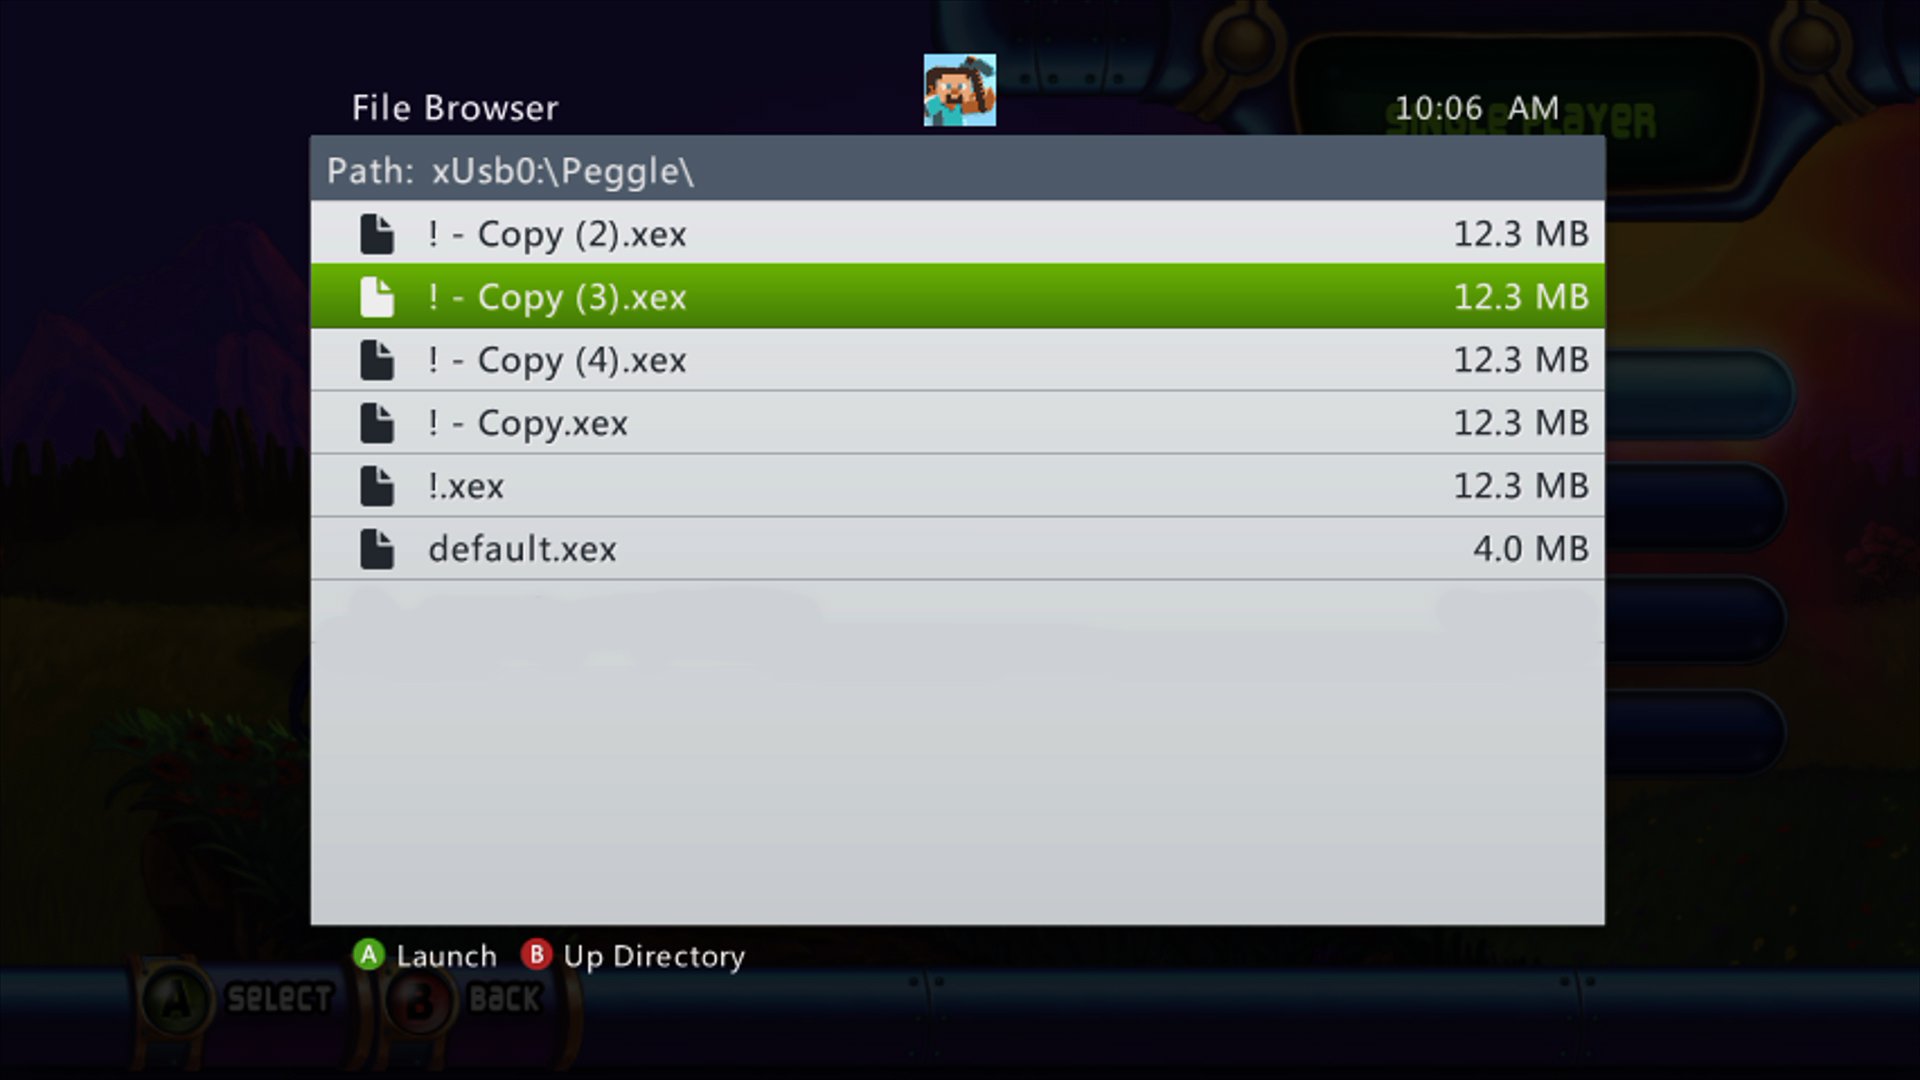 File Browser
10:06 AM
SINGLE PLAYER
Path: xUsb0:\Peggle\
! - Copy (2).xex 12.3 MB
! - Copy (3).xex 12.3 MB
! - Copy (4).xex 12.3 MB
! - Copy.xex 12.3 MB
!.xex 12.3 MB
default.xex 4.0 MB
A Launch B Up Directory
A SELECT B BACK